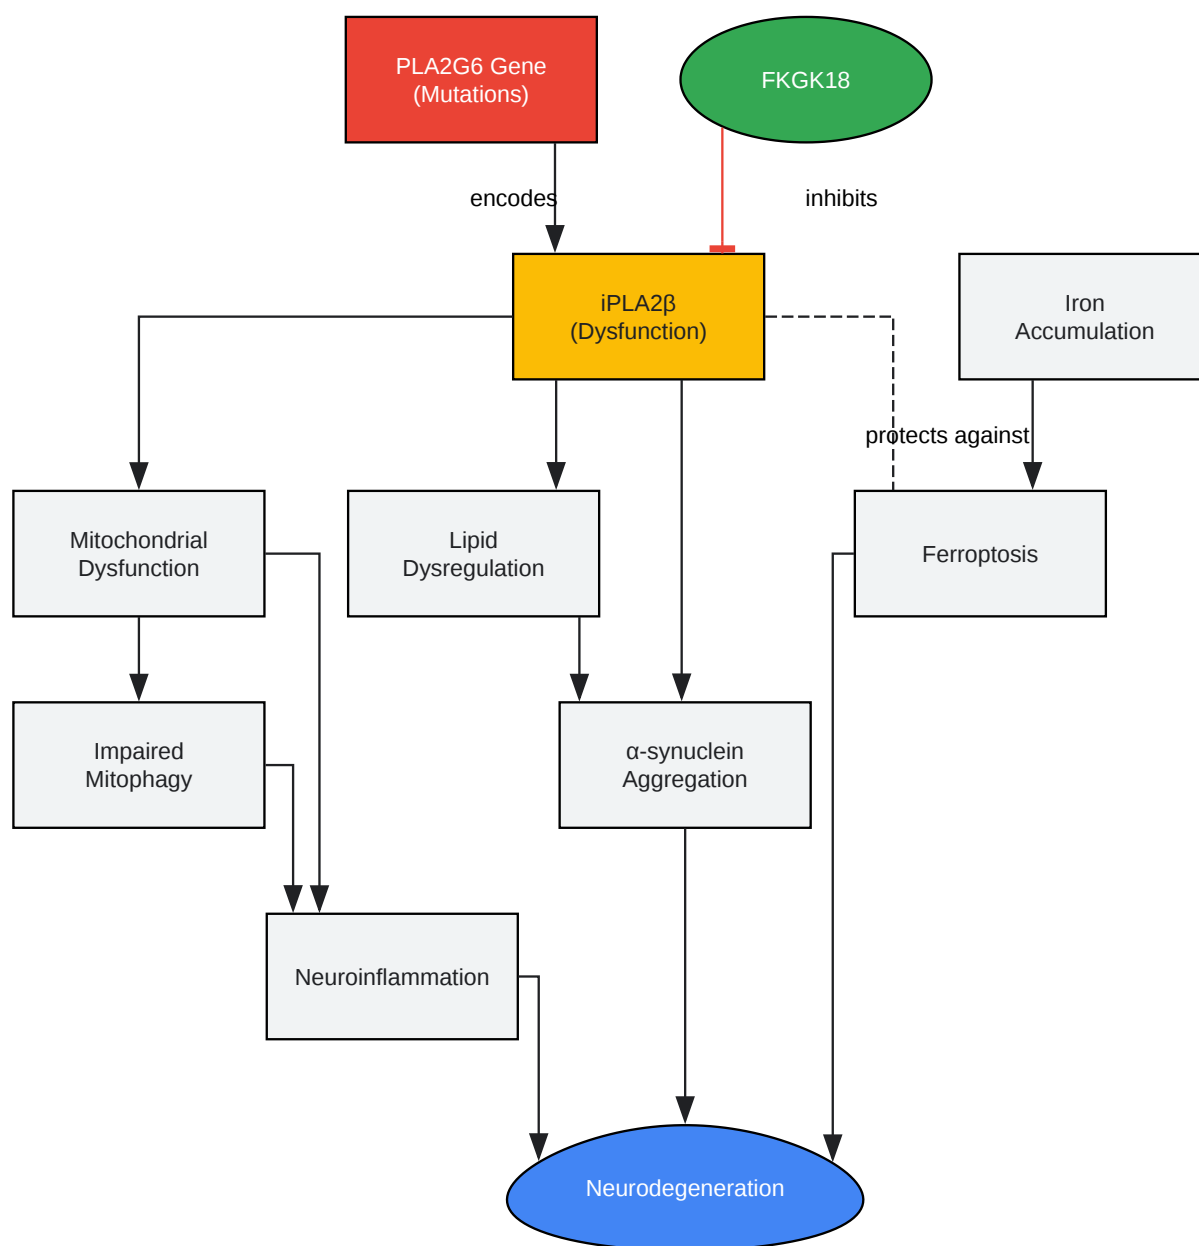 PLA2G6 Gene
(Mutations)
FKGK18
encodes
inhibits
iPLA2β
(Dysfunction)
Iron
Accumulation
protects against
Mitochondrial
Dysfunction
Lipid
Dysregulation
Ferroptosis
Impaired
Mitophagy
α-synuclein
Aggregation
Neuroinflammation
Neurodegeneration